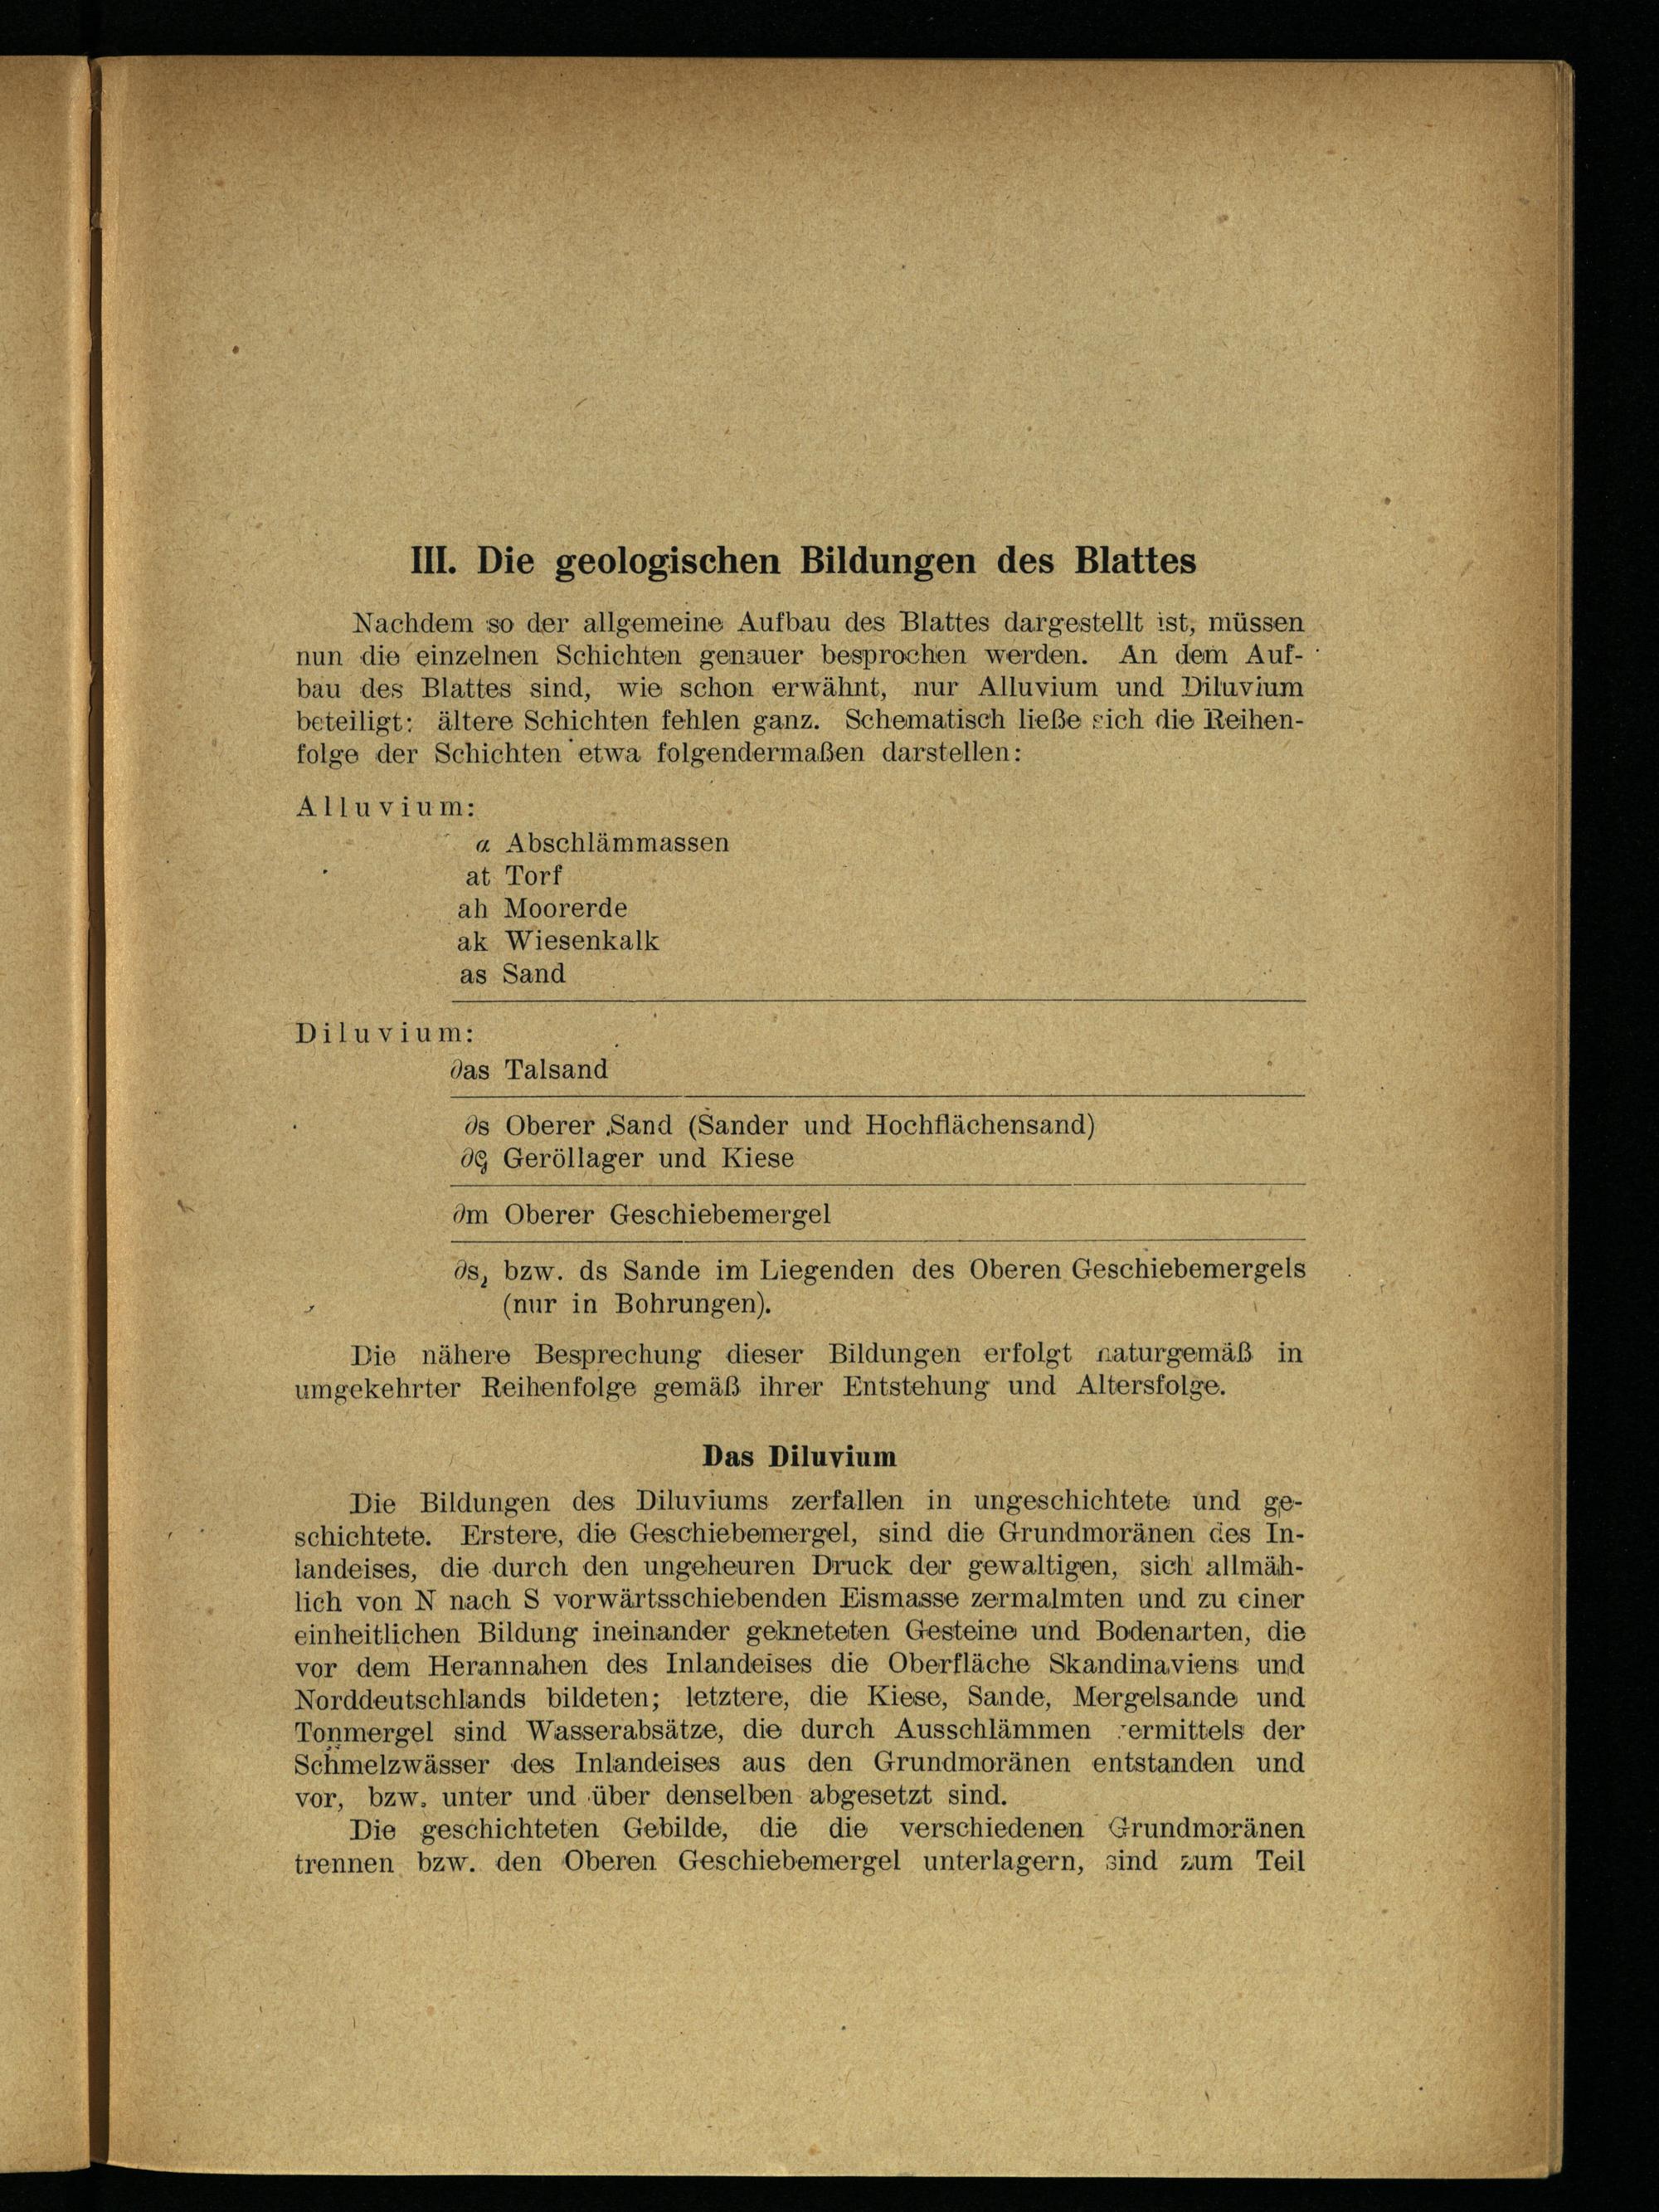 III. Die geologischen Bildungen des Blattes
Nachdem so der allgemeine Aufbau des Blattes dargestellt ist, müssen
nun die einzelnen Schichten genauer besprochen werden. An dem Auf-
bau des Blattes sind, wie schon erwähnt, nur Alluvium und Diluvium
beteiligt; ältere Schichten fehlen ganz. Schematisch ließe sich die Reihen-
folge der Schichten etwa folgendermaßen darstellen:
Alluvium:
α Abschlämmassen
at Torf
ah Moorerde
ak Wiesenkalk
as Sand
Diluvium:
∂as Talsand
∂s Oberer Sand (Sander und Hochflächensand)
∂G Geröllager und Kiese
∂m Oberer Geschiebemergel
∂s, bzw. ds Sande im Liegenden des Oberen Geschiebemergels
(nur in Bohrungen).
Die nähere Besprechung dieser Bildungen erfolgt naturgemäß in
umgekehrter Reihenfolge gemäß ihrer Entstehung und Altersfolge.
Das Diluvium
Die Bildungen des Diluviums zerfallen in ungeschichtete und ge-
schichtete. Erstere, die Geschiebemergel, sind die Grundmoränen des In-
landeises, die durch den ungeheuren Druck der gewaltigen, sich allmäh-
lich von N nach S vorwärtsschiebenden Eismasse zermalmten und zu einer
einheitlichen Bildung ineinander gekneteten Gesteine und Bodenarten, die
vor dem Herannahen des Inlandeises die Oberfläche Skandinaviens und
Norddeutschlands bildeten; letztere, die Kiese, Sande, Mergelsande und
Tonmergel sind Wasserabsätze, die durch Ausschlämmen vermittels der
Schmelzwässer des Inlandeises aus den Grundmoränen entstanden und
vor, bzw. unter und über denselben abgesetzt sind.
Die geschichteten Gebilde, die die verschiedenen Grundmoränen
trennen bzw. den Oberen Geschiebemergel unterlagern, sind zum Teil